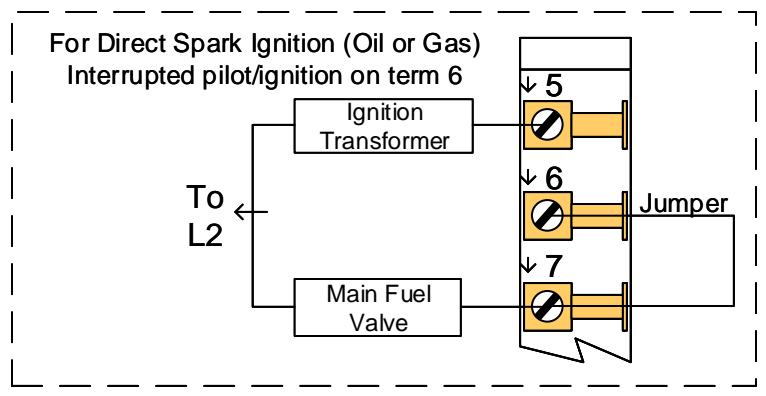 For Direct Spark Ignition (Oil or Gas)
Interrupted pilot/ignition on term 6
5
Ignition
Transformer
6
To
L2
Jumper
7
Main Fuel
Valve